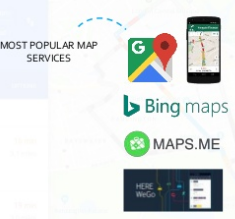 MOST POPULAR MAP
SERVICES
G
Bing maps
MAPS.ME
HERE
WeGo